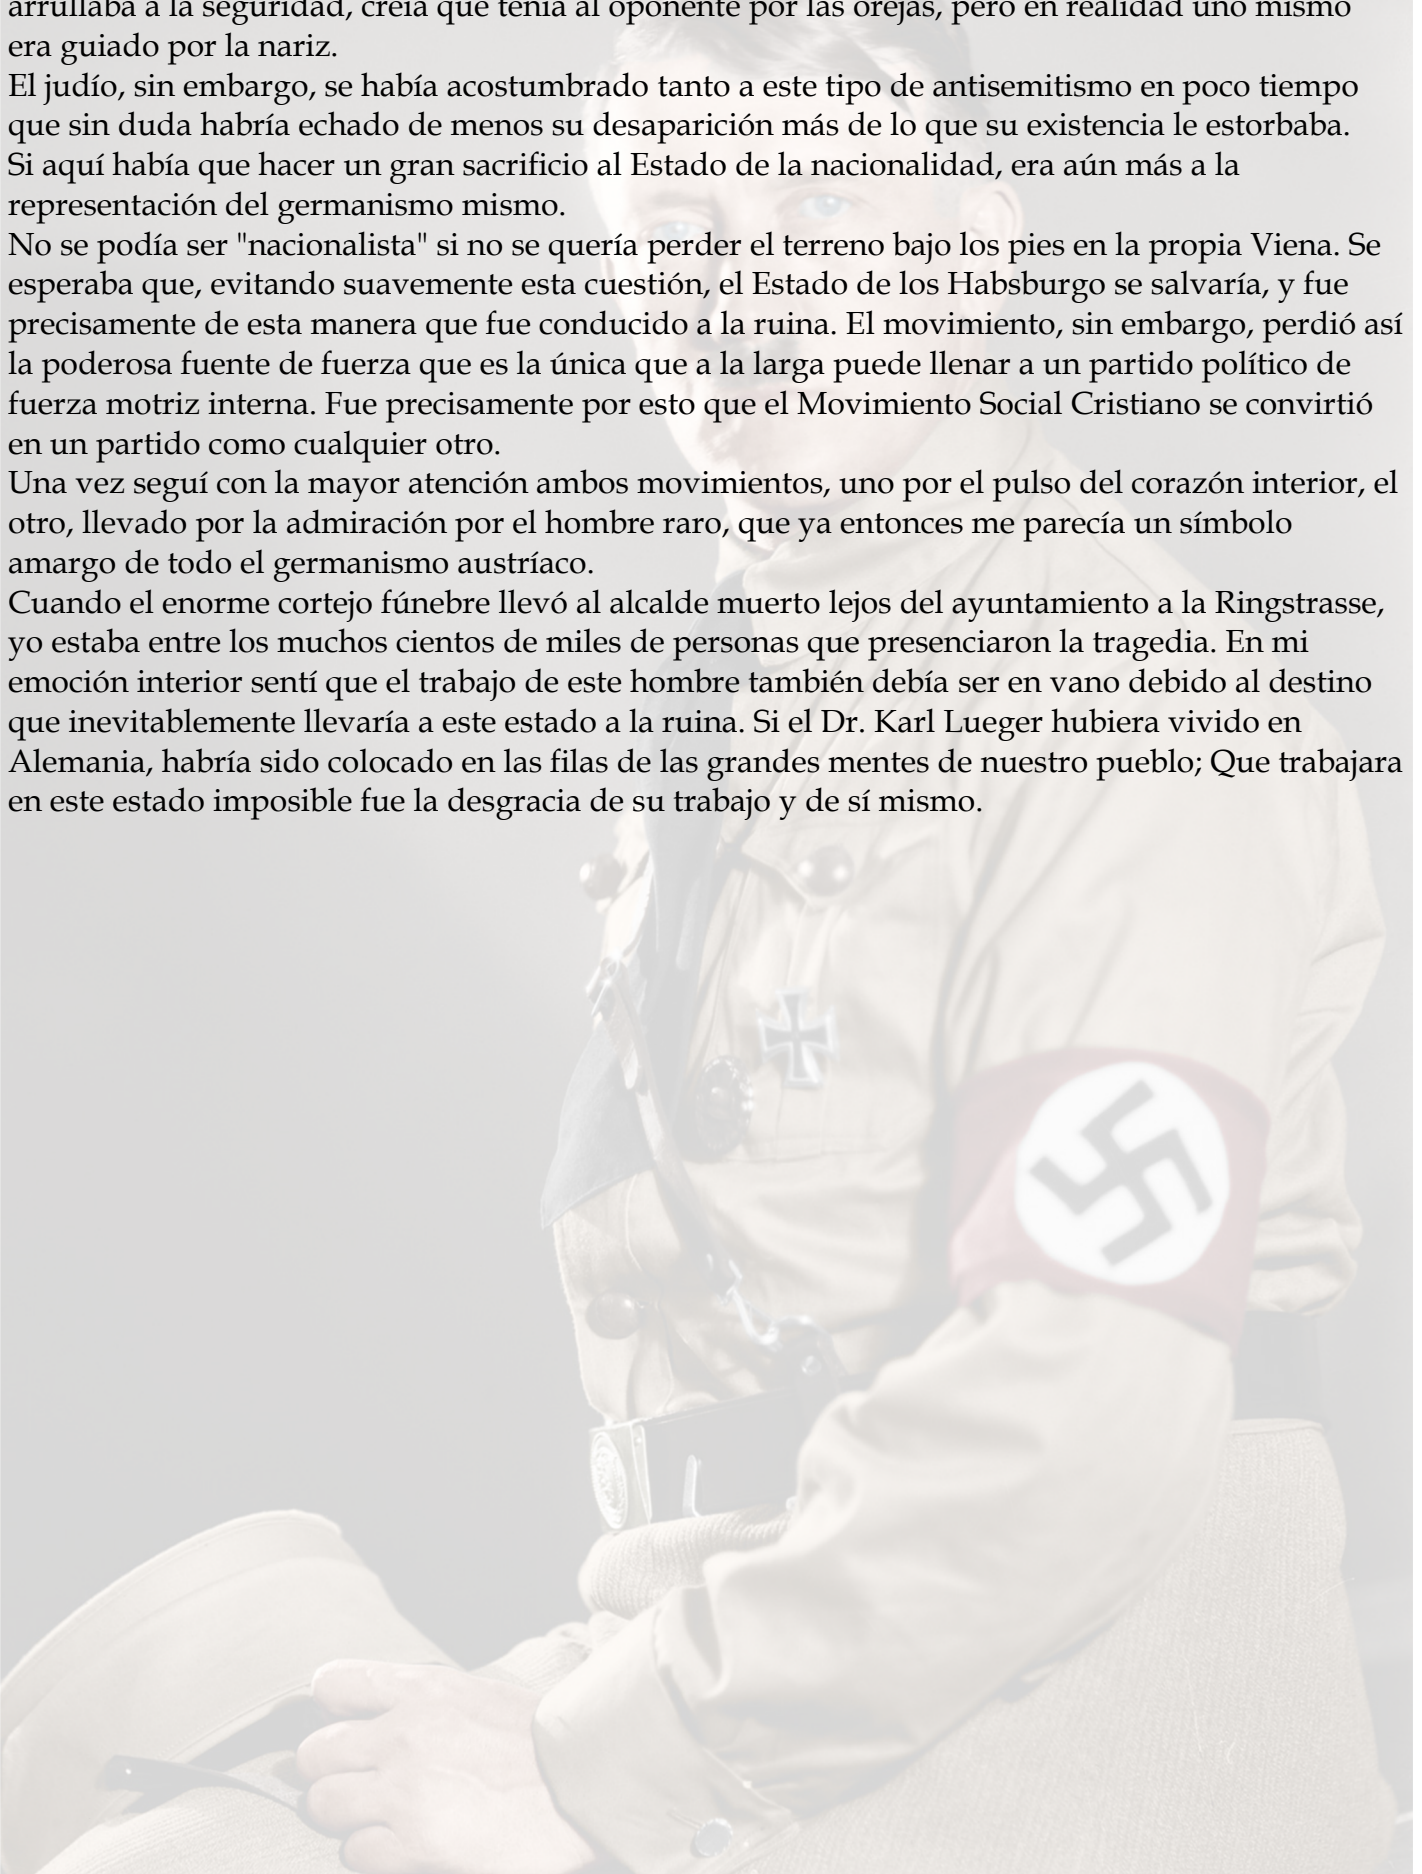 arrullaba a la seguridad, creía que tenía al oponente por las orejas, pero en realidad uno mismo
era guiado por la nariz.
El judío, sin embargo, se había acostumbrado tanto a este tipo de antisemitismo en poco tiempo
que sin duda habría echado de menos su desaparición más de lo que su existencia le estorbaba.
Si aquí había que hacer un gran sacrificio al Estado de la nacionalidad, era aún más a la
representación del germanismo mismo.
No se podía ser "nacionalista" si no se quería perder el terreno bajo los pies en la propia Viena. Se
esperaba que, evitando suavemente esta cuestión, el Estado de los Habsburgo se salvaría, y fue
precisamente de esta manera que fue conducido a la ruina. El movimiento, sin embargo, perdió así
la poderosa fuente de fuerza que es la única que a la larga puede llenar a un partido político de
fuerza motriz interna. Fue precisamente por esto que el Movimiento Social Cristiano se convirtió
en un partido como cualquier otro.
Una vez seguí con la mayor atención ambos movimientos, uno por el pulso del corazón interior, el
otro, llevado por la admiración por el hombre raro, que ya entonces me parecía un símbolo
amargo de todo el germanismo austríaco.
Cuando el enorme cortejo fúnebre llevó al alcalde muerto lejos del ayuntamiento a la Ringstrasse,
yo estaba entre los muchos cientos de miles de personas que presenciaron la tragedia. En mi
emoción interior sentí que el trabajo de este hombre también debía ser en vano debido al destino
que inevitablemente llevaría a este estado a la ruina. Si el Dr. Karl Lueger hubiera vivido en
Alemania, habría sido colocado en las filas de las grandes mentes de nuestro pueblo; Que trabajara
en este estado imposible fue la desgracia de su trabajo y de sí mismo.